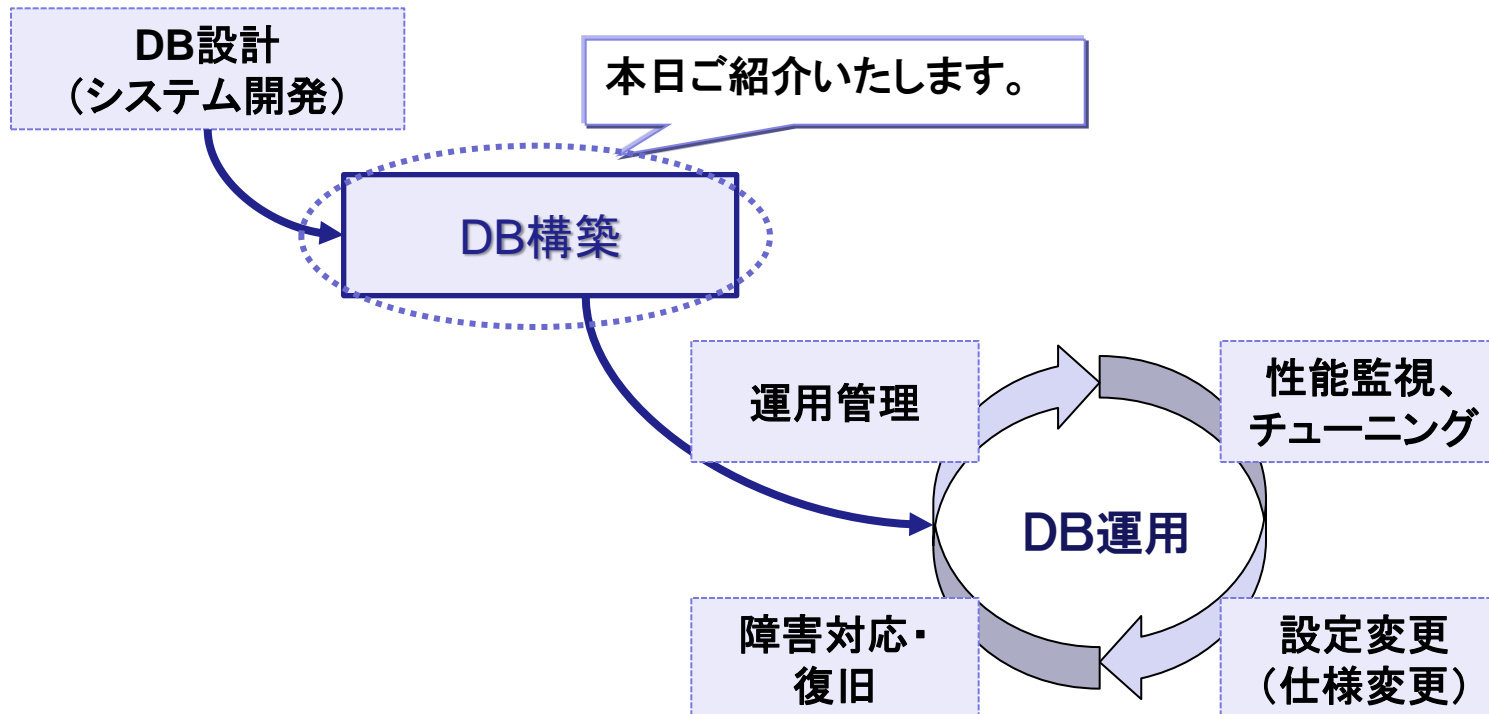 DB設計
（システム開発）
本日ご紹介いたします。
DB構築
運用管理
性能監視、
チューニング
DB運用
障害対応・
復旧
設定変更
（仕様変更）